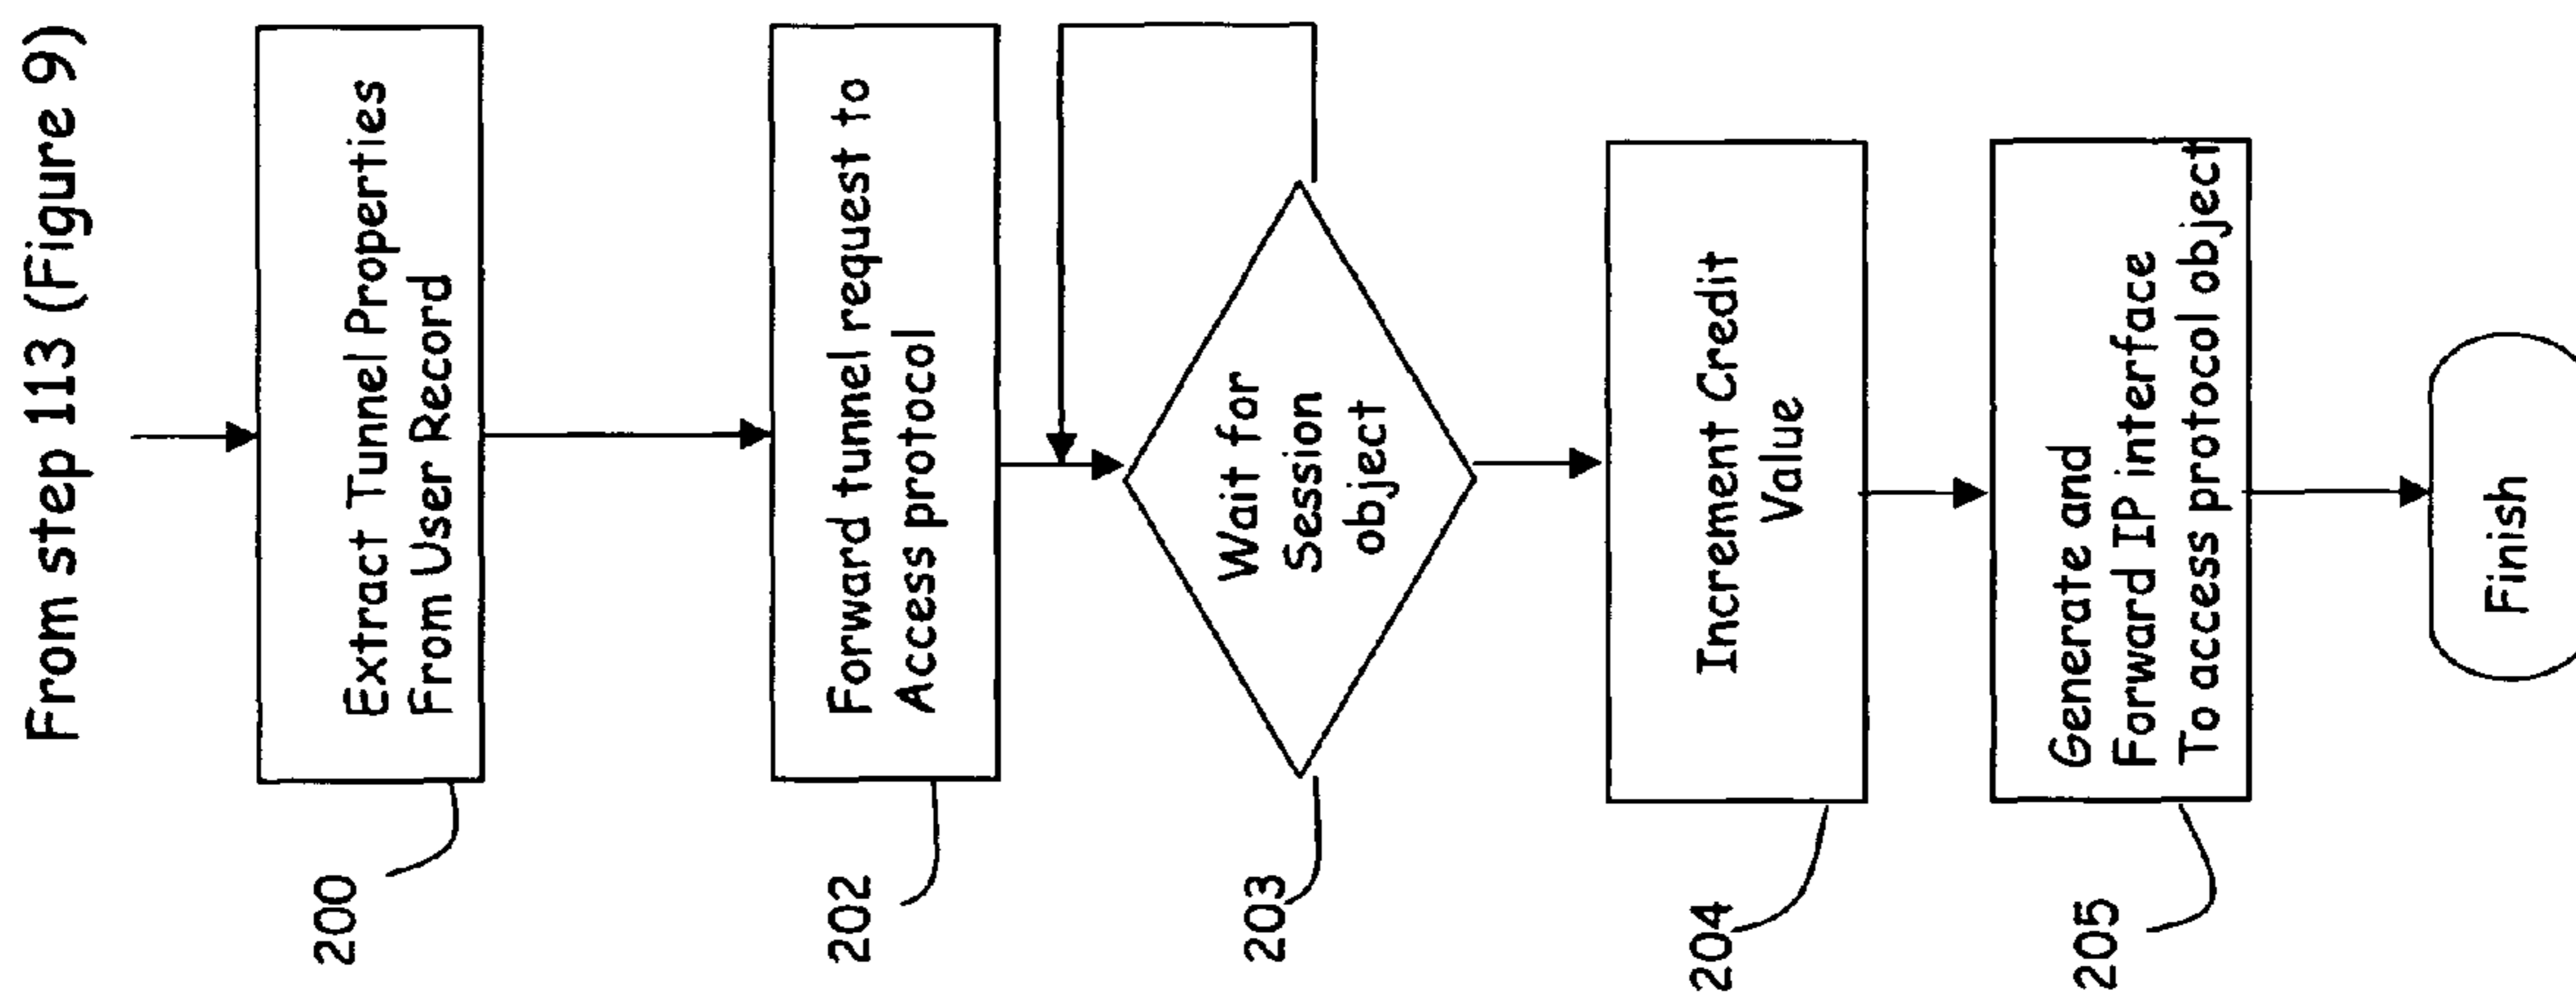 From step 113 (Figure 9)
200
Extract Tunnel Properties
From User Record
202
Forward tunnel request to
Access protocol
203
Wait for
Session
object
204
Increment Credit
Value
205
Generate and
Forward IP interface
To access protocol object
Finish